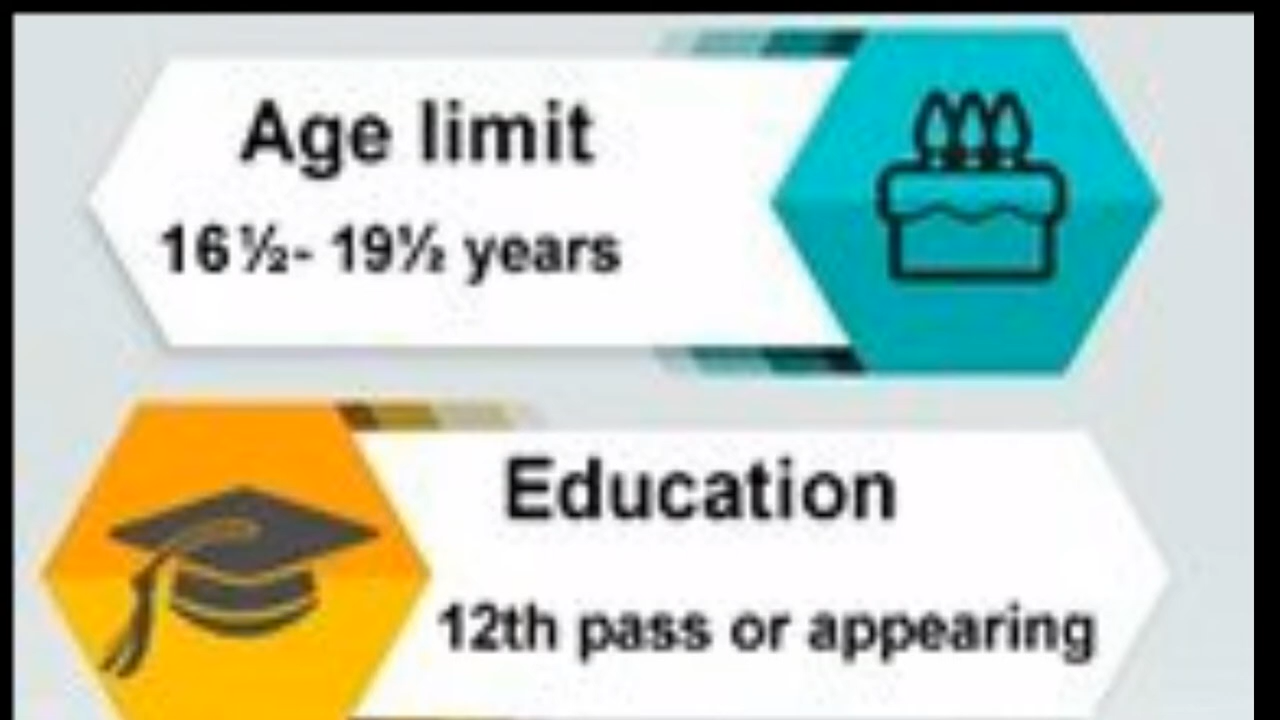 Age limit
16½- 19½ years
Education
12th pass or appearing